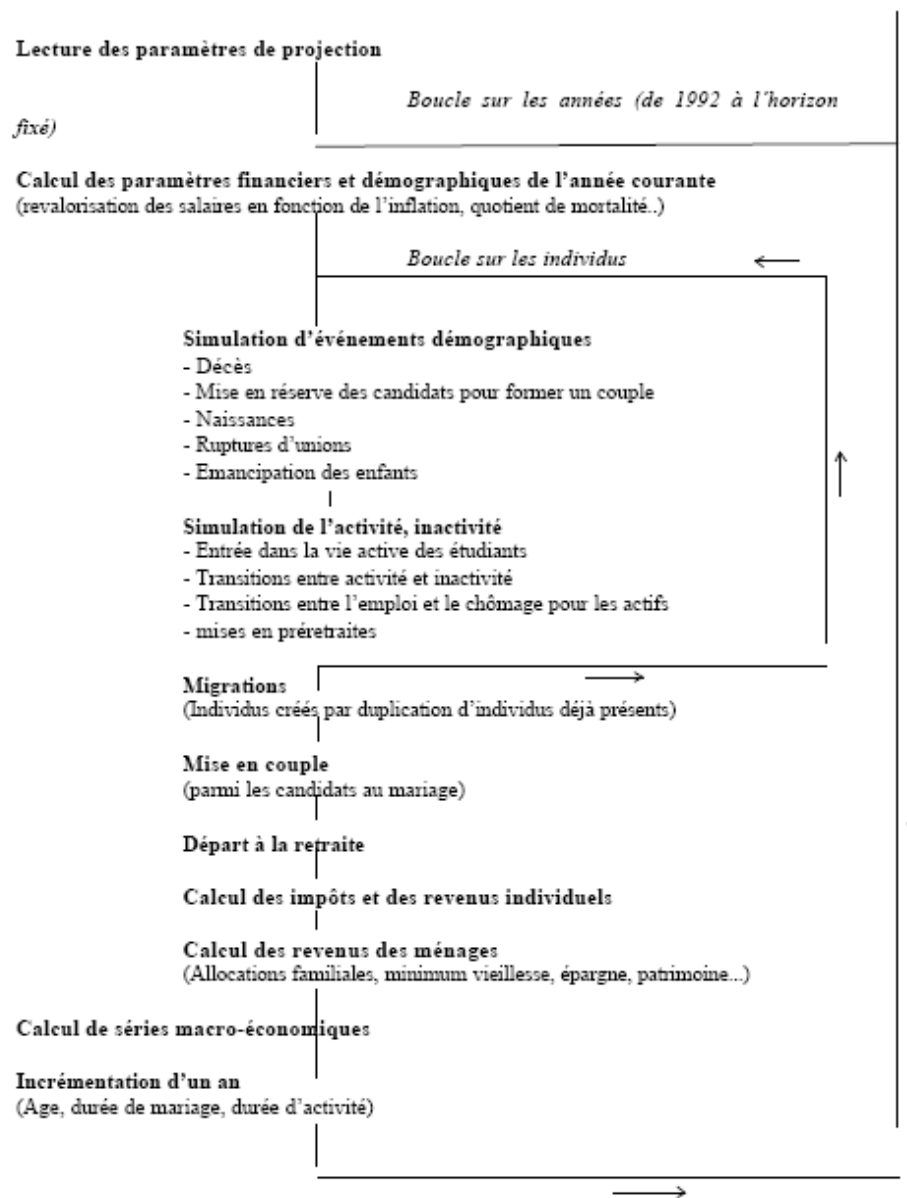 Lecture des paramètres de projection
Boucle sur les années (de 1992 à l´horizon
fixé)
Calcul des paramètres financiers et démographiques de l’année courante
(revalorisation des salaires en fonction de l’inflation, quotient de mortalité..)
Boucle sur les individus
Simulation d’événements démographiques
- Décès
- Mise en réserve des candidats pour former un couple
- Naissances
- Ruptures d’unions
- Emancipation des enfants
Simulation de l’activité, inactivité
- Entrée dans la vie active des étudiants
- Transitions entre activité et inactivité
- Transitions entre l’emploi et le chômage pour les actifs
- mises en préretraites
Migrations
(Individus créés par duplication d’individus déjà présents)
Mise en couple
(parmi les candidats au mariage)
Départ à la retraite
Calcul des impôts et des revenus individuels
Calcul des revenus des ménages
(Allocations familiales, minimum vieillesse, épargne, patrimoine...)
Calcul de séries macro-économiques
Incrémentation d’un an
(Age, durée de mariage, durée d’activité)